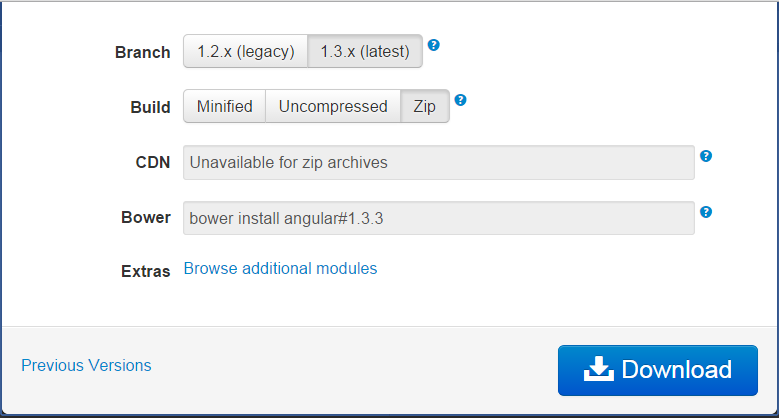 Branch 1.2.x (legacy) 1.3.x (latest) ?
Build Minified Uncompressed Zip ?
CDN Unavailable for zip archives ?
Bower bower install angular#1.3.3 ?
Extras Browse additional modules
Previous Versions Download